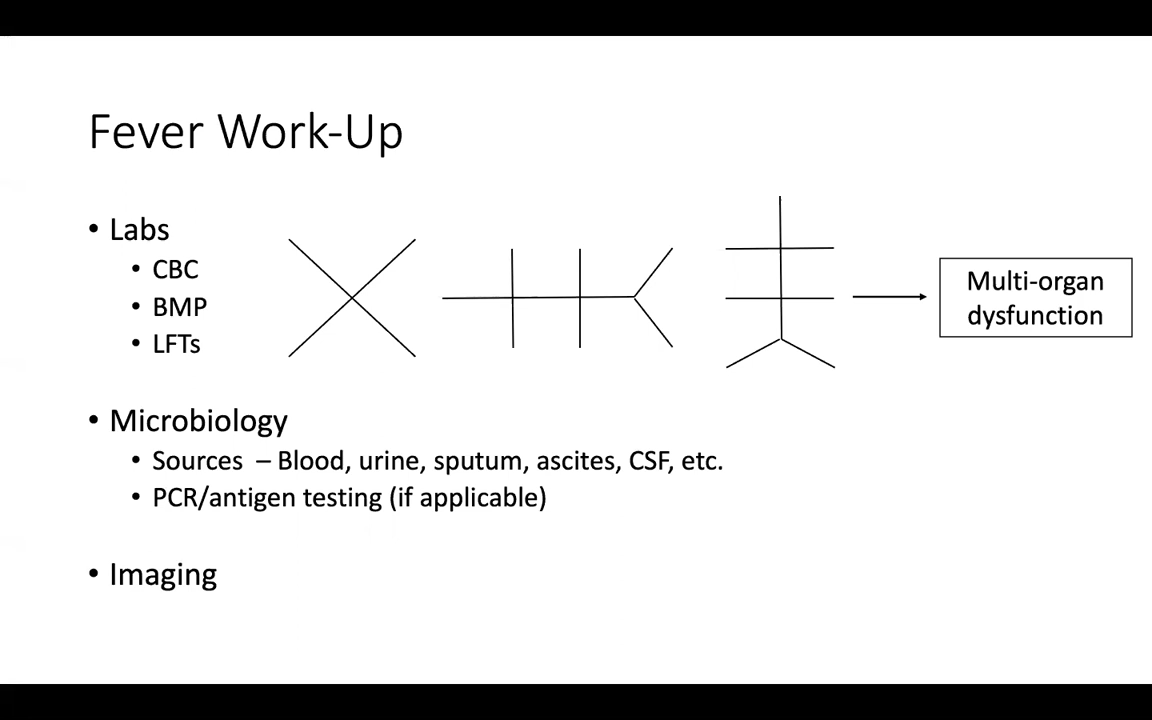 Fever Work-Up
• Labs
• CBC
• BMP
• LFTs
Multi-organ
dysfunction
• Microbiology
• Sources – Blood, urine, sputum, ascites, CSF, etc.
• PCR/antigen testing (if applicable)
• Imaging